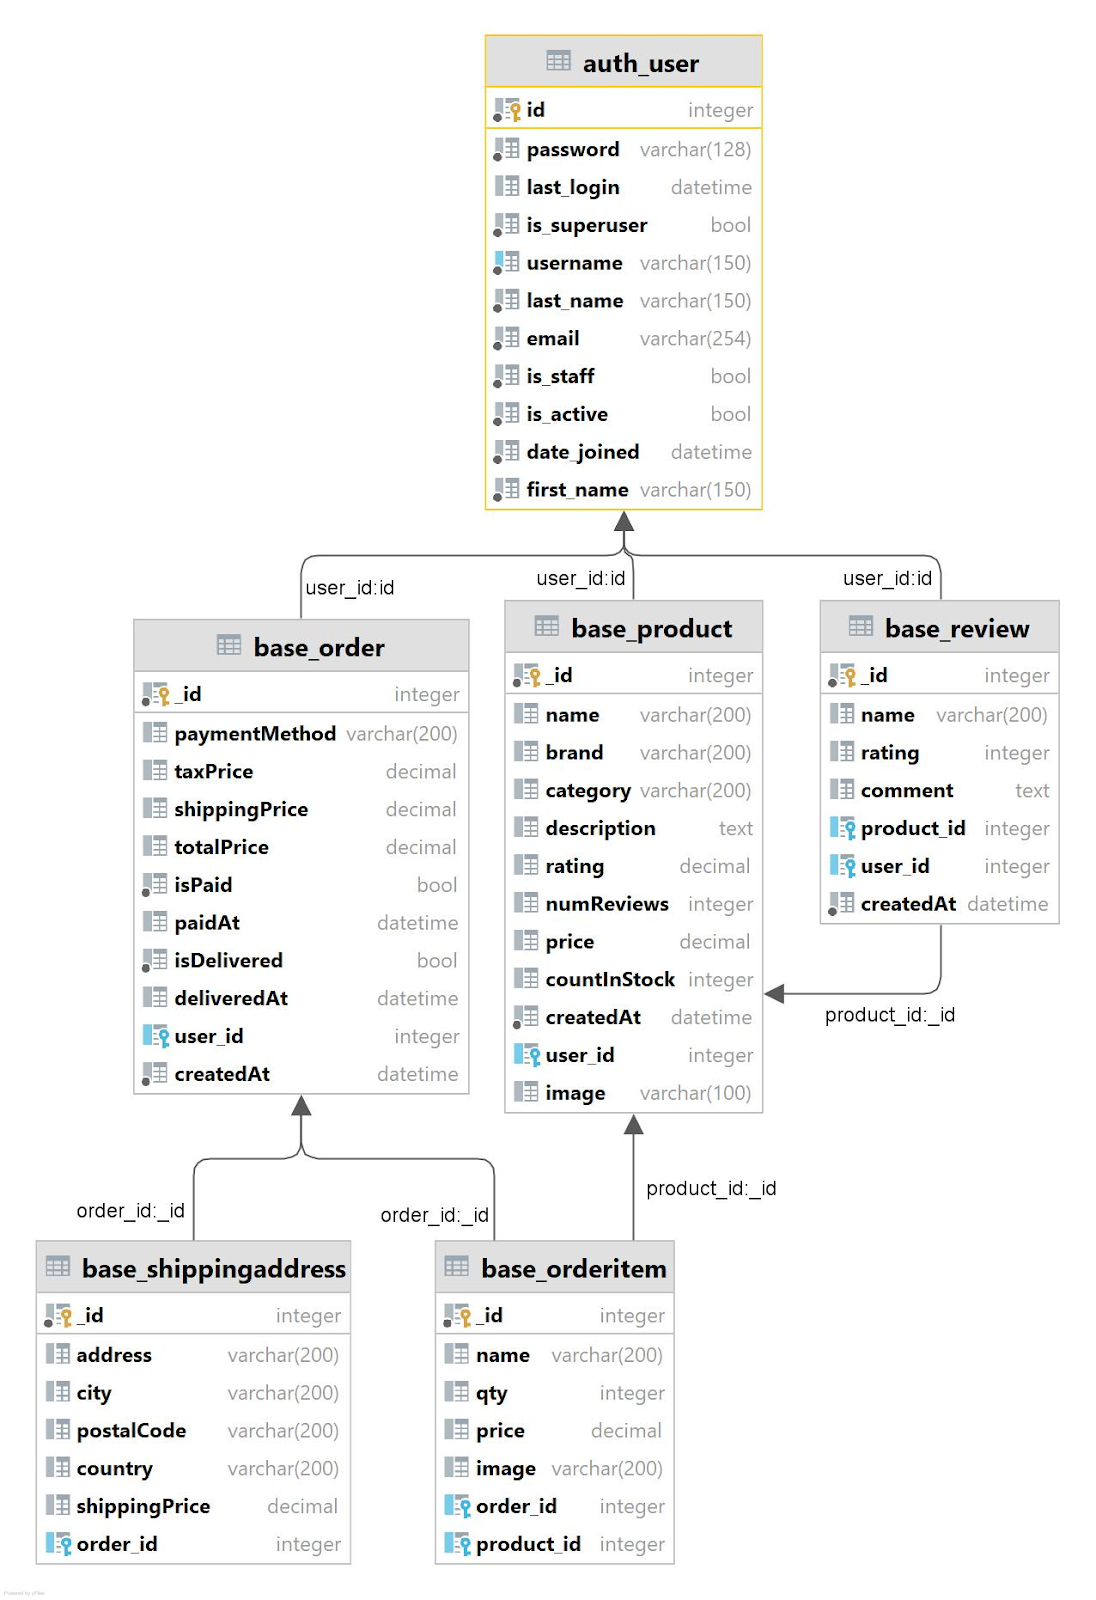 auth_user
id integer
password varchar(128)
last_login datetime
is_superuser bool
username varchar(150)
last_name varchar(150)
email varchar(254)
is_staff bool
is_active bool
date_joined datetime
first_name varchar(150)
user_id:id
user_id:id
user_id:id
base_order
_id integer
paymentMethod varchar(200)
taxPrice decimal
shippingPrice decimal
totalPrice decimal
isPaid bool
paidAt datetime
isDelivered bool
deliveredAt datetime
user_id integer
createdAt datetime
base_product
_id integer
name varchar(200)
brand varchar(200)
category varchar(200)
description text
rating decimal
numReviews integer
price decimal
countInStock integer
createdAt datetime
user_id integer
image varchar(100)
base_review
_id integer
name varchar(200)
rating integer
comment text
product_id integer
user_id integer
createdAt datetime
product_id:_id
order_id:_id
order_id:_id
product_id:_id
base_shippingaddress
_id integer
address varchar(200)
city varchar(200)
postalCode varchar(200)
country varchar(200)
shippingPrice decimal
order_id integer
base_orderitem
_id integer
name varchar(200)
qty integer
price decimal
image varchar(200)
order_id integer
product_id integer
Powered by yFiles